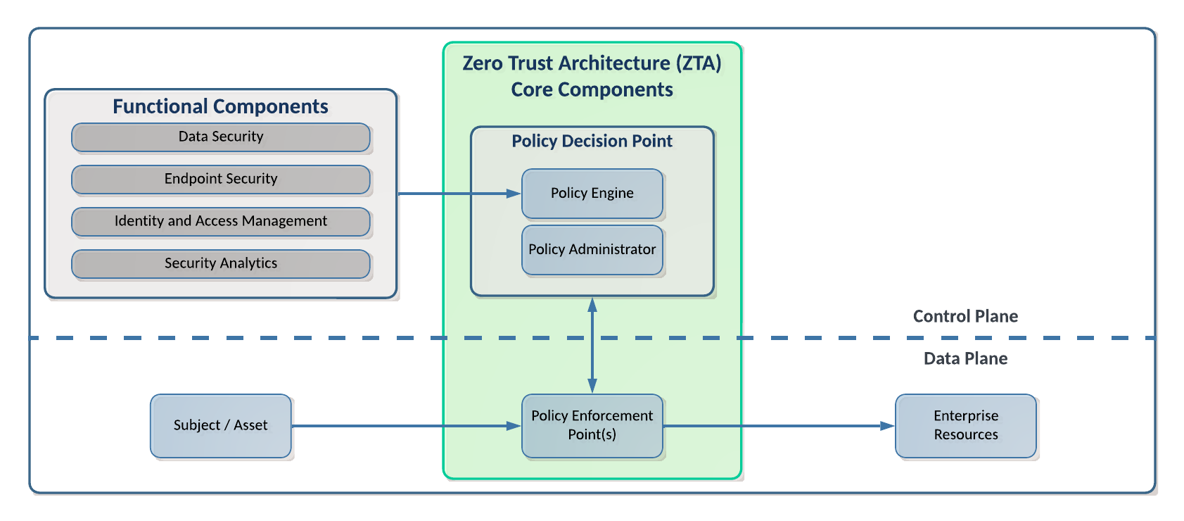 Zero Trust Architecture (ZTA)
Core Components
Functional Components
Data Security
Endpoint Security
Identity and Access Management
Security Analytics
Policy Decision Point
Policy Engine
Policy Administrator
Control Plane
Data Plane
Subject / Asset
Policy Enforcement
Point(s)
Enterprise
Resources